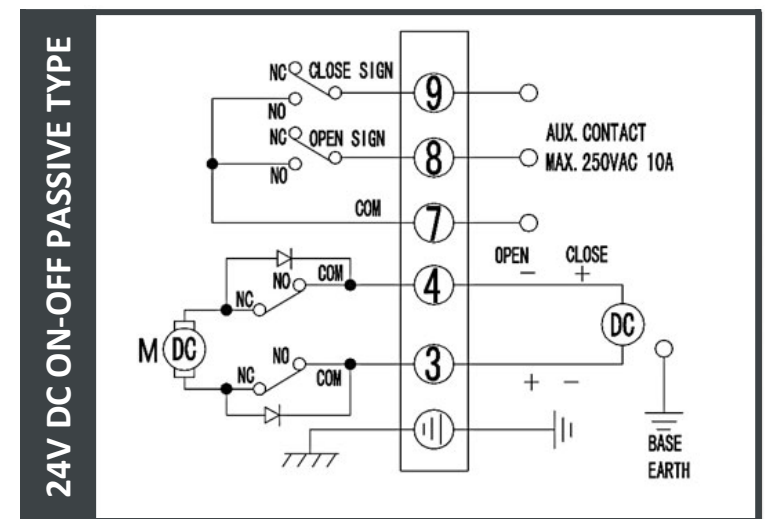 24V DC ON-OFF PASSIVE TYPE
NC CLOSE SIGN
9
NO
NC OPEN SIGN
8
AUX. CONTACT
MAX. 250VAC 10A
NO
COM
7
OPEN CLOSE
− +
NO COM
4
NC
M DC
DC
NO
3
NC COM
+ −
BASE
EARTH